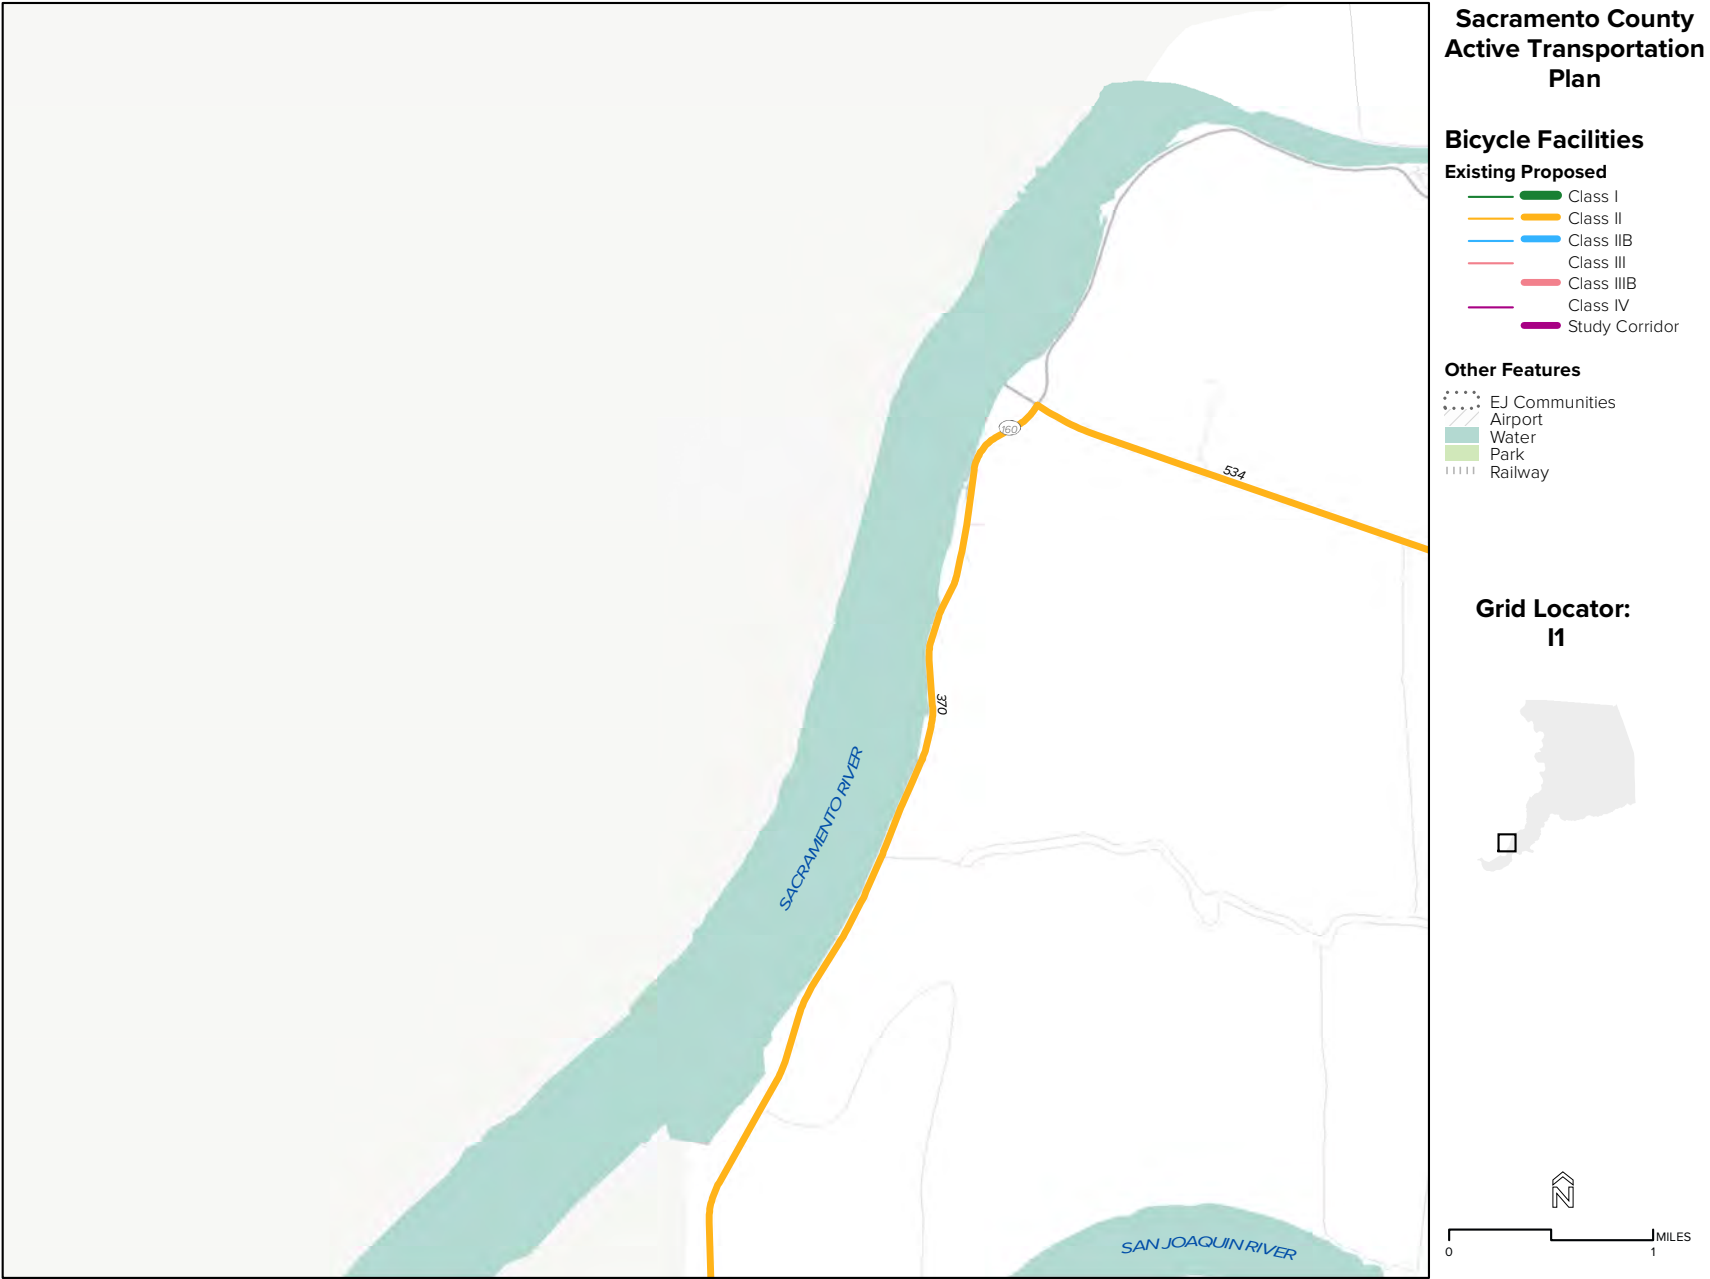 Sacramento County
Active Transportation
Plan
Bicycle Facilities
Existing Proposed
Class I
Class II
Class IIB
Class III
Class IIIB
Class IV
Study Corridor
Other Features
EJ Communities
Airport
Water
Park
Railway
Grid Locator:
I1
N
0 1 MILES
160
534
370
SACRAMENTO RIVER
SAN JOAQUIN RIVER